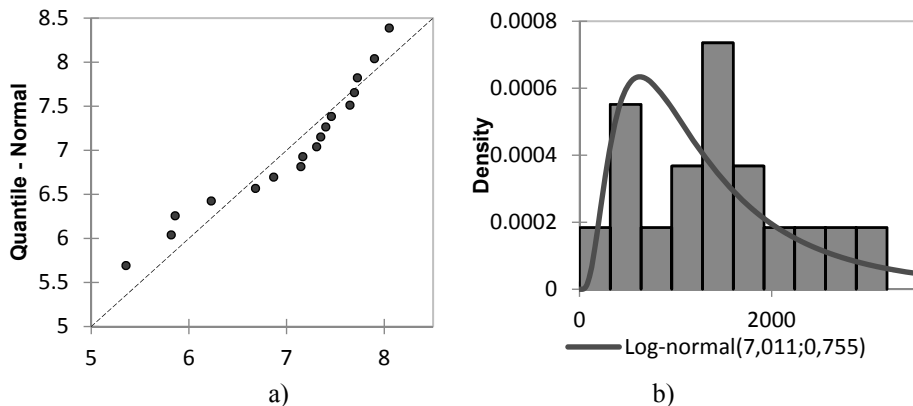 8.5
8
7.5
7
6.5
6
5.5
5
Quantile - Normal
5 6 7 8
a)
0.0008
0.0006
0.0004
0.0002
0
Density
0 2000
Log-normal(7,011;0,755)
b)